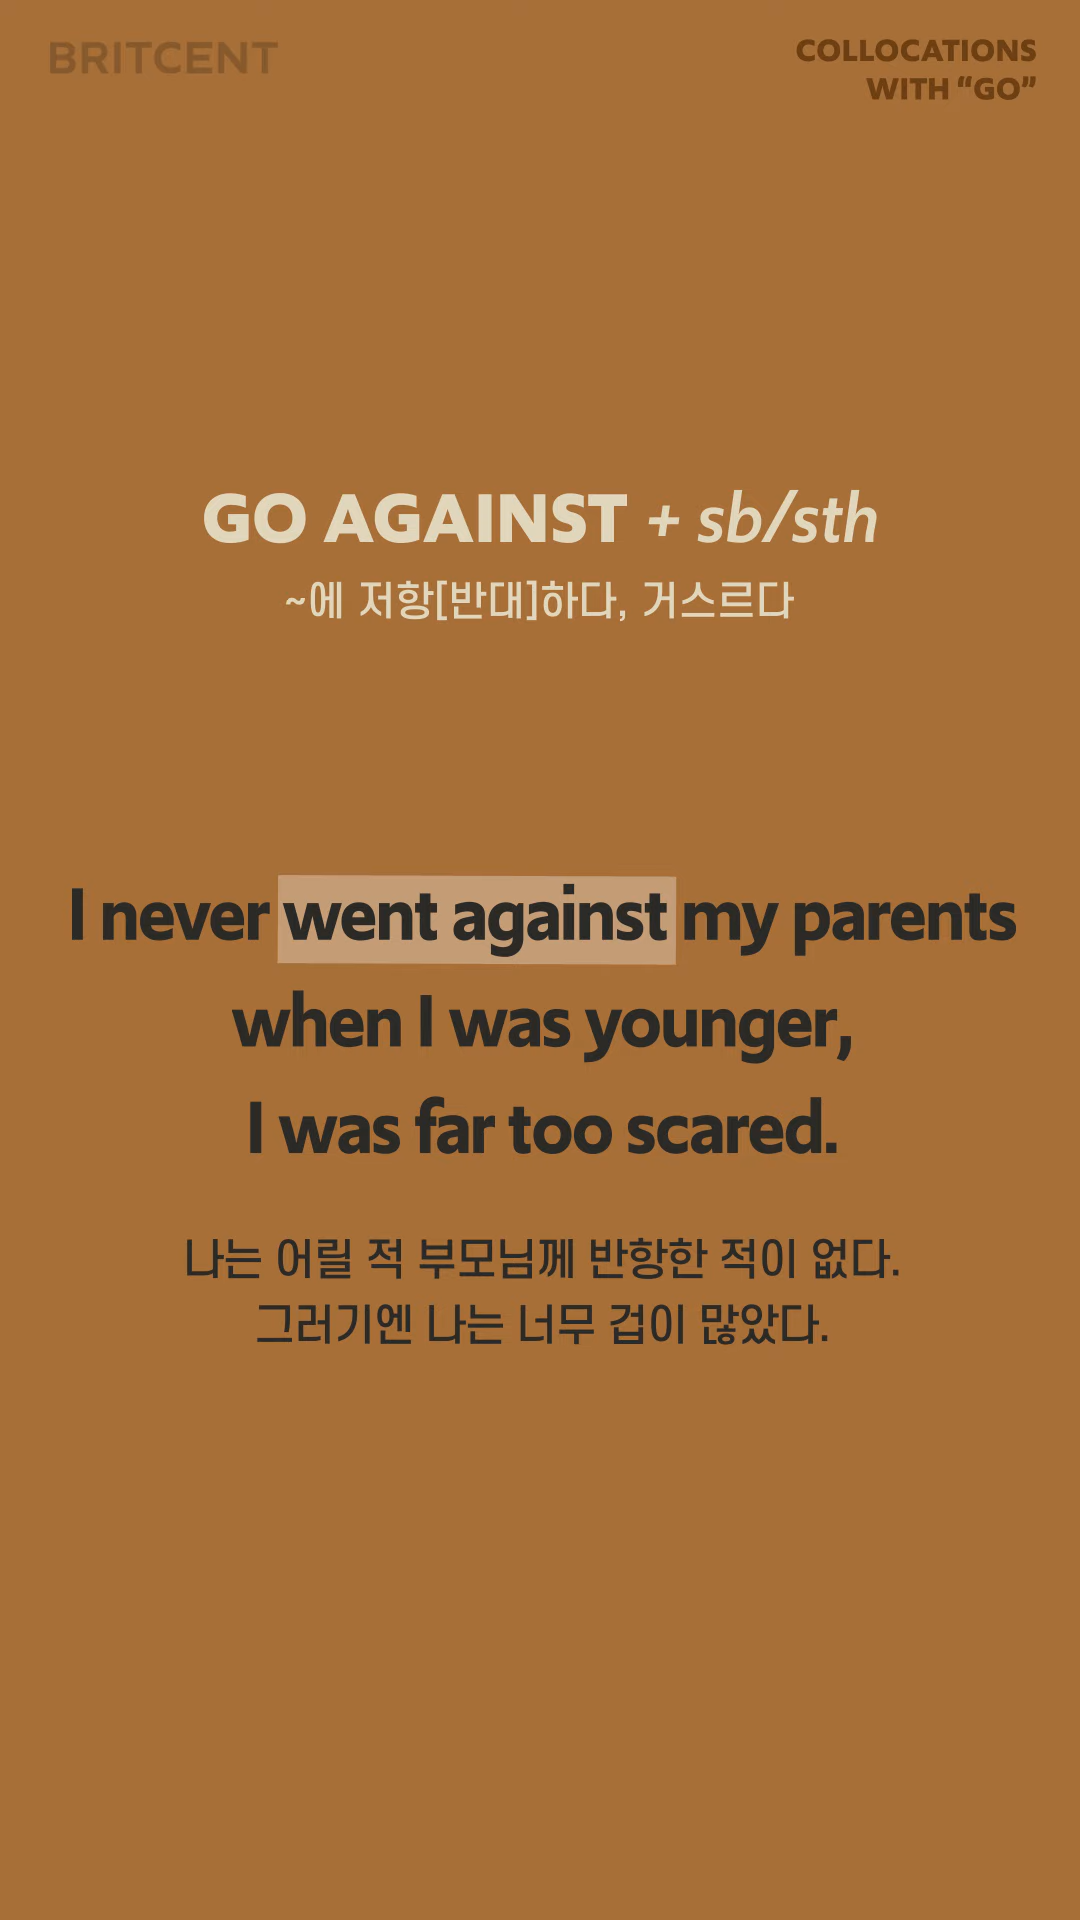 BRITCENT
COLLOCATIONS
WITH “GO”
GO AGAINST + sb/sth
~에 저항[반대]하다, 거스르다
I never went against my parents
when I was younger,
I was far too scared.
나는 어릴 적 부모님께 반항한 적이 없다.
그러기엔 나는 너무 겁이 많았다.